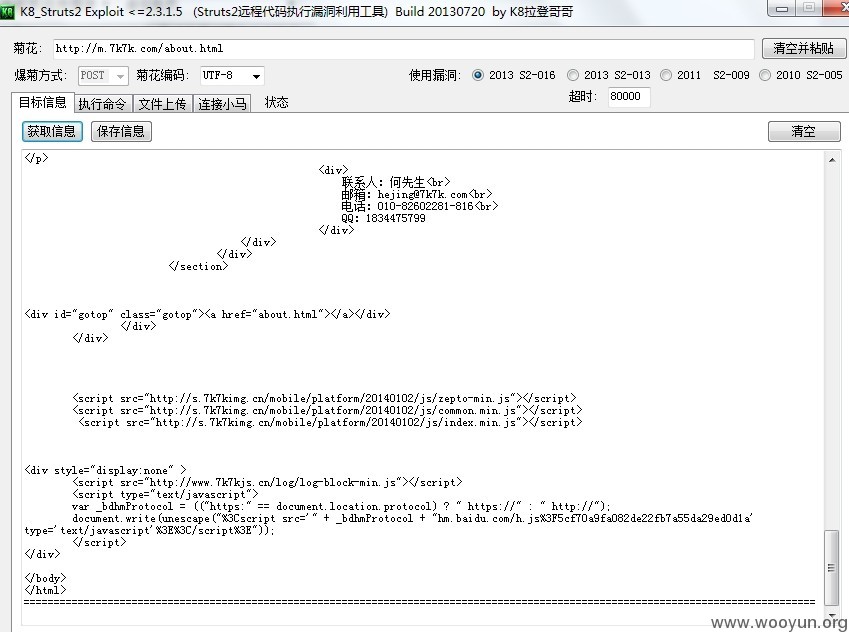 K8_Struts2 Exploit <=2.3.1.5 (Struts2远程代码执行漏洞利用工具) Build 20130720 by K8拉登哥哥
菊花: http://m.7k7k.com/about.html 清空并粘贴
爆菊方式: POST 菊花编码: UTF-8 使用漏洞: 2013 S2-016 2013 S2-013 2011 S2-009 2010 S2-005
目标信息 执行命令 文件上传 连接小马 状态 超时: 80000
获取信息 保存信息 清空
</p>
<div>
联系人: 何先生<br>
邮箱: hejing@7k7k.com<br>
电话: 010-82602281-816<br>
QQ: 1834475799
</div>
</div>
</div>
</section>
<div id="gotop" class="gotop"><a href="about.html"></a></div>
</div>
</div>
<script src="http://s.7k7kimg.cn/mobile/platform/20140102/js/zepto-min.js"></script>
<script src="http://s.7k7kimg.cn/mobile/platform/20140102/js/common.min.js"></script>
<script src="http://s.7k7kimg.cn/mobile/platform/20140102/js/index.min.js"></script>
<div style="display:none" >
<script src="http://www.7k7kjs.cn/log/log-block-min.js"></script>
<script type="text/javascript">
var _bdhmProtocol = (("https:" == document.location.protocol) ? " https://" : " http://");
document.write(unescape("%3Cscript src='" + _bdhmProtocol + "hm.baidu.com/h.js%3F5cf70a9fa082de22fb7a55da29ed0d1a'
type='text/javascript'%3E%3C/script%3E"));
</script>
</div>
</body>
</html>
www.wooyun.org